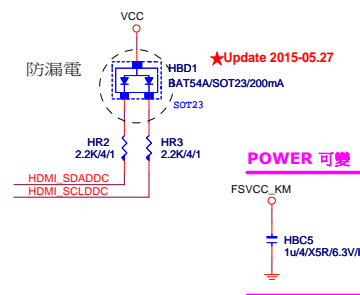 VCC
★Update 2015-05.27
防漏電
HBD1
BAT54A/SOT23/200mA
SOT23
HR2
2.2K/4/1
HR3
2.2K/4/1
POWER 可變
HDMI_SDADDC
HDMI_SCLDDC
FSVCC_KM
HBC5
1u/4/X5R/6.3V/